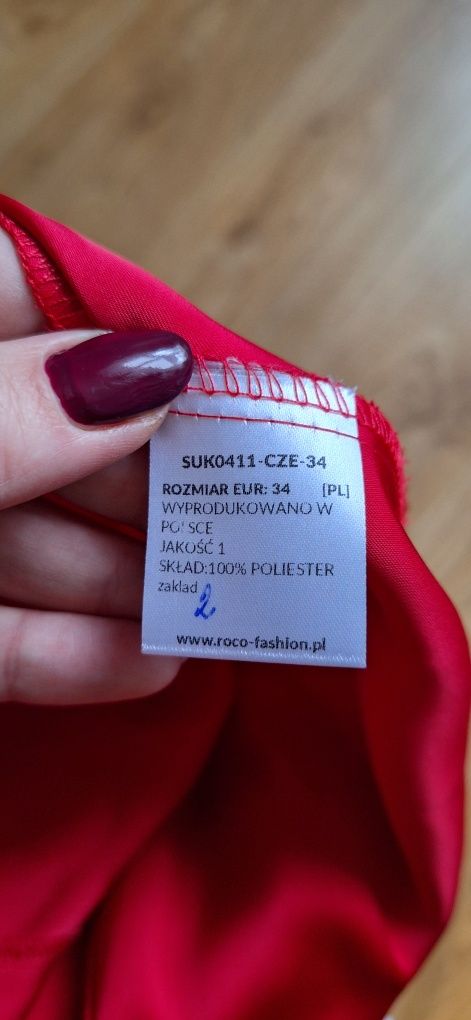 SUK0411-CZE-34
ROZMIAR EUR: 34 [PL]
WYPRODUKOWANO W
POLSCE
JAKOŚĆ 1
SKŁAD:100% POLIESTER
zakład
2
www.roco-fashion.pl